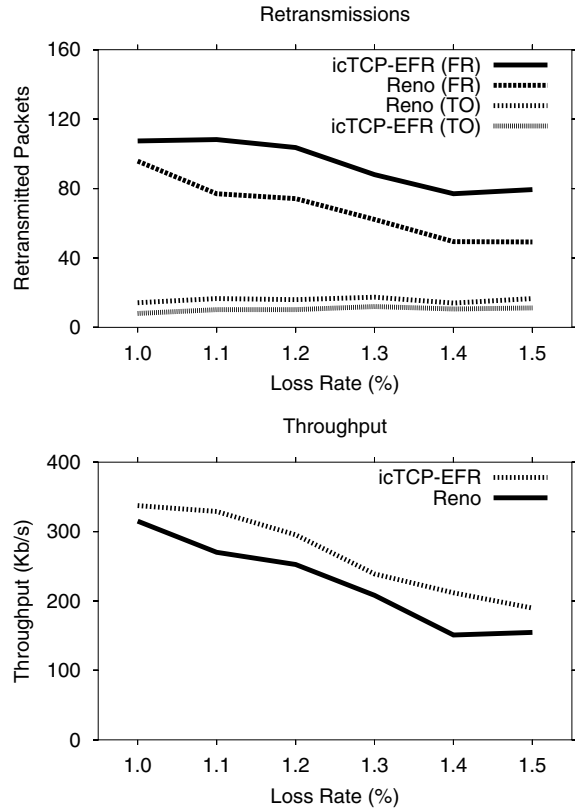 Retransmissions
160
120
80
40
0
Retransmitted Packets
icTCP-EFR (FR)
Reno (FR)
Reno (TO)
icTCP-EFR (TO)
1.0 1.1 1.2 1.3 1.4 1.5
Loss Rate (%)
Throughput
400
300
200
100
0
Throughput (Kb/s)
icTCP-EFR
Reno
1.0 1.1 1.2 1.3 1.4 1.5
Loss Rate (%)